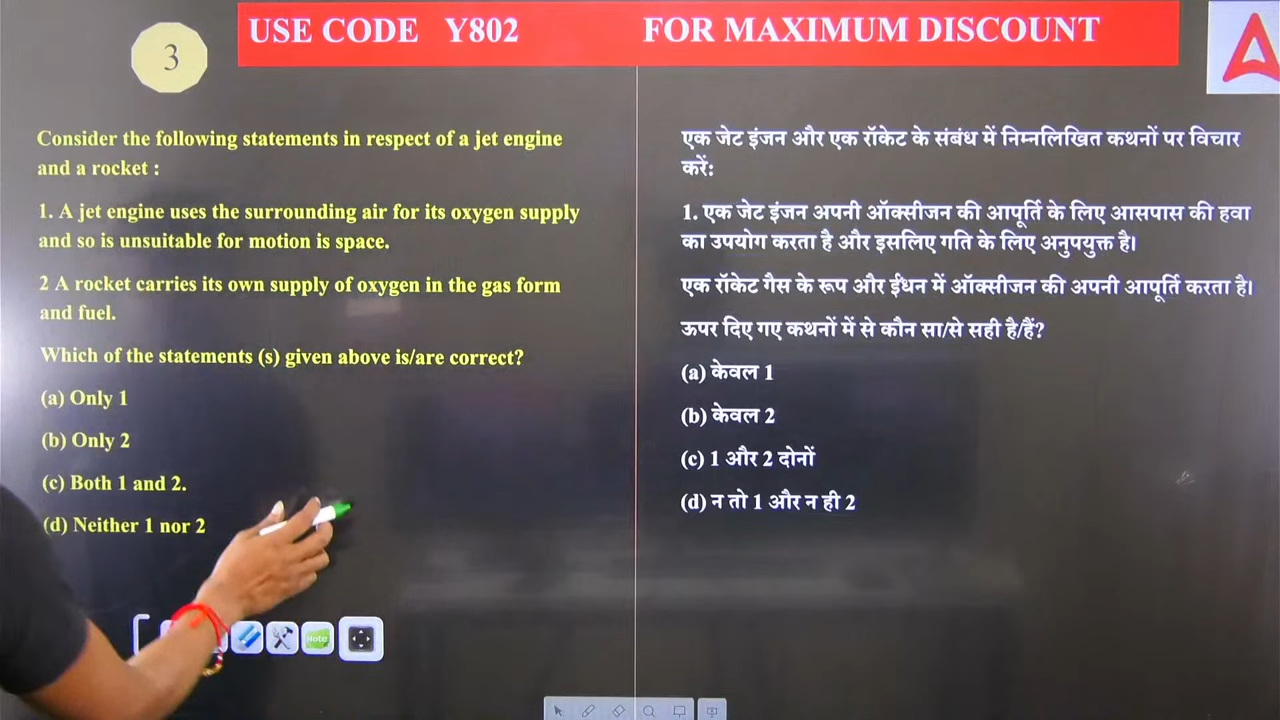 USE CODE Y802 FOR MAXIMUM DISCOUNT
3
Consider the following statements in respect of a jet engine
and a rocket :
1. A jet engine uses the surrounding air for its oxygen supply
and so is unsuitable for motion is space.
2 A rocket carries its own supply of oxygen in the gas form
and fuel.
Which of the statements (s) given above is/are correct?
(a) Only 1
(b) Only 2
(c) Both 1 and 2.
(d) Neither 1 nor 2
एक जेट इंजन और एक रॉकेट के संबंध में निम्नलिखित कथनों पर विचार
करें:
1. एक जेट इंजन अपनी ऑक्सीजन की आपूर्ति के लिए आसपास की हवा
का उपयोग करता है और इसलिए गति के लिए अनुपयुक्त है।
एक रॉकेट गैस के रूप और ईंधन में ऑक्सीजन की अपनी आपूर्ति करता है।
ऊपर दिए गए कथनों में से कौन सा/से सही है/हैं?
(a) केवल 1
(b) केवल 2
(c) 1 और 2 दोनों
(d) न तो 1 और न ही 2
Note